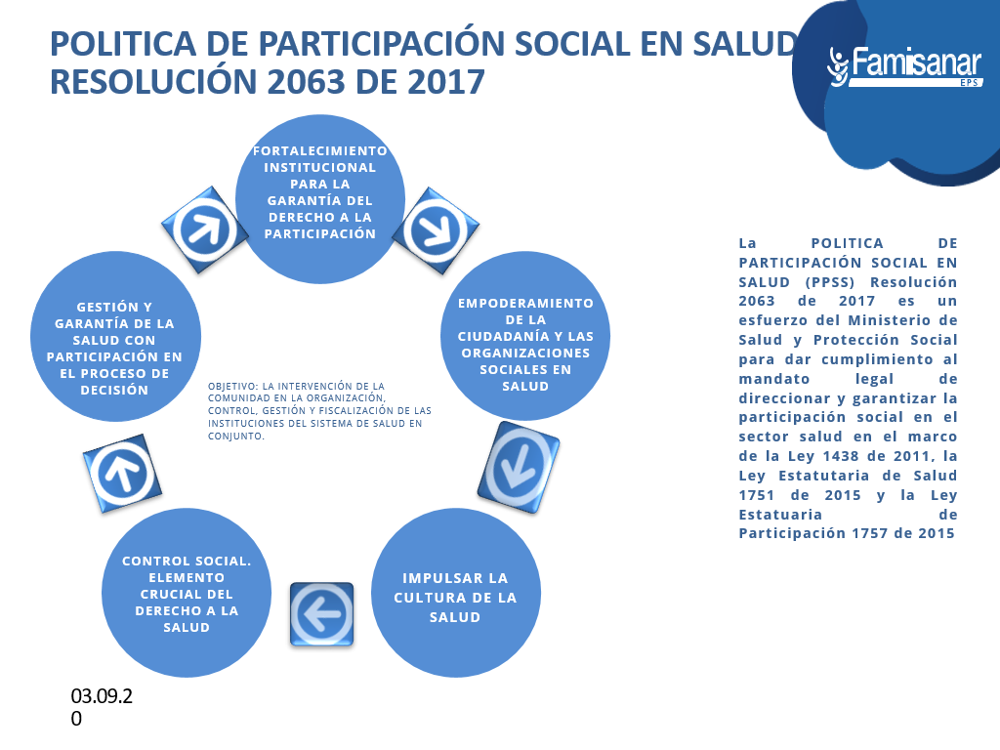 POLITICA DE PARTICIPACIÓN SOCIAL EN SALUD
RESOLUCIÓN 2063 DE 2017
Famisanar
EPS
FORTALECIMIENTO
INSTITUCIONAL
PARA LA
GARANTÍA DEL
DERECHO A LA
PARTICIPACIÓN
EMPODERAMIENTO
DE LA
CIUDADANÍA Y LAS
ORGANIZACIONES
SOCIALES EN
SALUD
IMPULSAR LA
CULTURA DE LA
SALUD
CONTROL SOCIAL.
ELEMENTO
CRUCIAL DEL
DERECHO A LA
SALUD
GESTIÓN Y
GARANTÍA DE LA
SALUD CON
PARTICIPACIÓN EN
EL PROCESO DE
DECISIÓN
OBJETIVO: LA INTERVENCIÓN DE LA
COMUNIDAD EN LA ORGANIZACIÓN,
CONTROL, GESTIÓN Y FISCALIZACIÓN DE LAS
INSTITUCIONES DEL SISTEMA DE SALUD EN
CONJUNTO.
La POLITICA DE
PARTICIPACIÓN SOCIAL EN
SALUD (PPSS) Resolución
2063 de 2017 es un
esfuerzo del Ministerio de
Salud y Protección Social
para dar cumplimiento al
mandato legal de
direccionar y garantizar la
participación social en el
sector salud en el marco
de la Ley 1438 de 2011, la
Ley Estatutaria de Salud
1751 de 2015 y la Ley
Estatuaria de
Participación 1757 de 2015
03.09.2
0